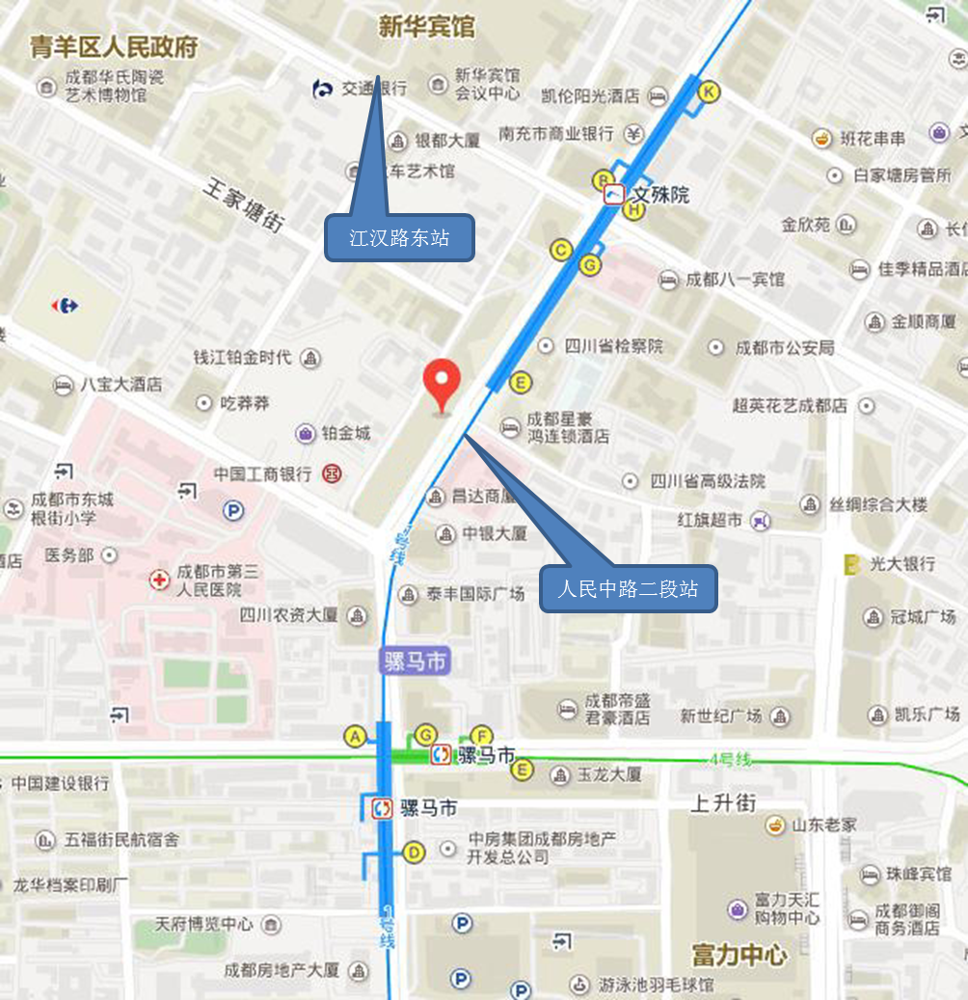 新华宾馆
青羊区人民政府
成都华氏陶瓷
艺术博物馆
交通银行
新华宾馆
会议中心
凯伦阳光酒店
K
南充市商业银行
班花串串
银都大厦
车艺术馆
B
文殊院
H
白家塘房管所
王家塘街
江汉路东站
金欣苑
长
C
G
成都八一宾馆
佳季精品酒店
金顺商厦
四川省检察院
成都市公安局
钱江铂金时代
八宝大酒店
吃莽莽
E
超英花艺成都店
铂金城
成都星豪
鸿连锁酒店
中国工商银行
四川省高级法院
昌达商厦
成都市东城
根街小学
P
红旗超市
丝绸综合大楼
中银大厦
1号线
医务部
酒店
成都市第三
人民医院
泰丰国际广场
人民中路二段站
光大银行
四川农资大厦
冠城广场
骡马市
成都帝盛
君豪酒店
新世纪广场
凯乐广场
A
G
F
骡马市
E
4号线
玉龙大厦
中国建设银行
骡马市
上升街
山东老家
五福街民航宿舍
D
中房集团成都房地产
开发总公司
龙华档案印刷厂
珠峰宾馆
1号线
天府博览中心
P
富力天汇
购物中心
成都御阁
商务酒店
富力中心
成都房地产大厦
P
P
游泳池羽毛球馆